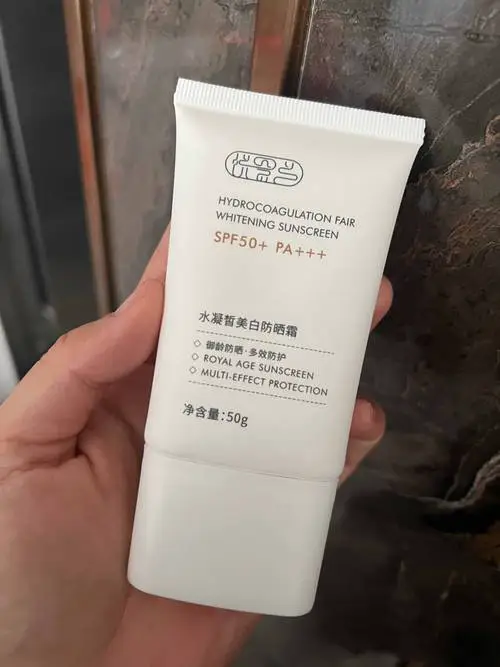 HYDROCOAGULATION FAIR
WHITENING SUNSCREEN
SPF50+ PA+++
水凝皙美白防晒霜
◇ 御龄防晒·多效防护
◇ ROYAL AGE SUNSCREEN
◇ MULTI-EFFECT PROTECTION
净含量:50g